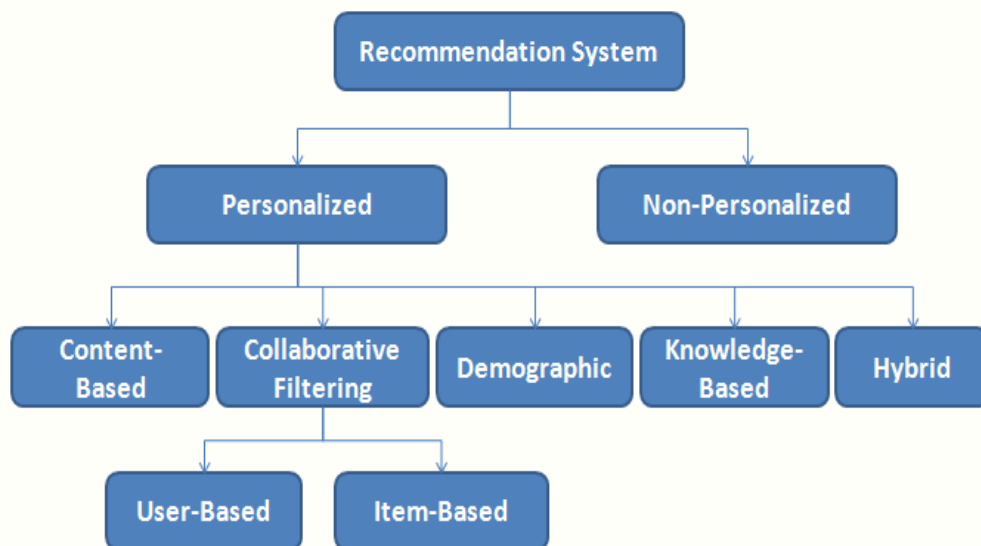 Recommendation System
Personalized
Non-Personalized
Content-
Based
Collaborative
Filtering
Demographic
Knowledge-
Based
Hybrid
User-Based
Item-Based